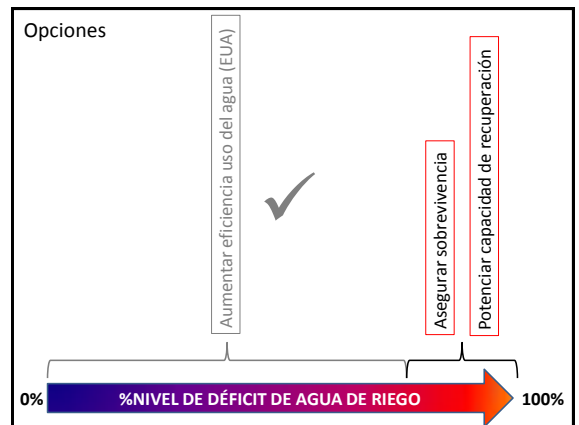 Opciones
Aumentar eficiencia uso del agua (EUA)
Asegurar sobrevivencia
Potenciar capacidad de recuperación
0%
%NIVEL DE DÉFICIT DE AGUA DE RIEGO
100%